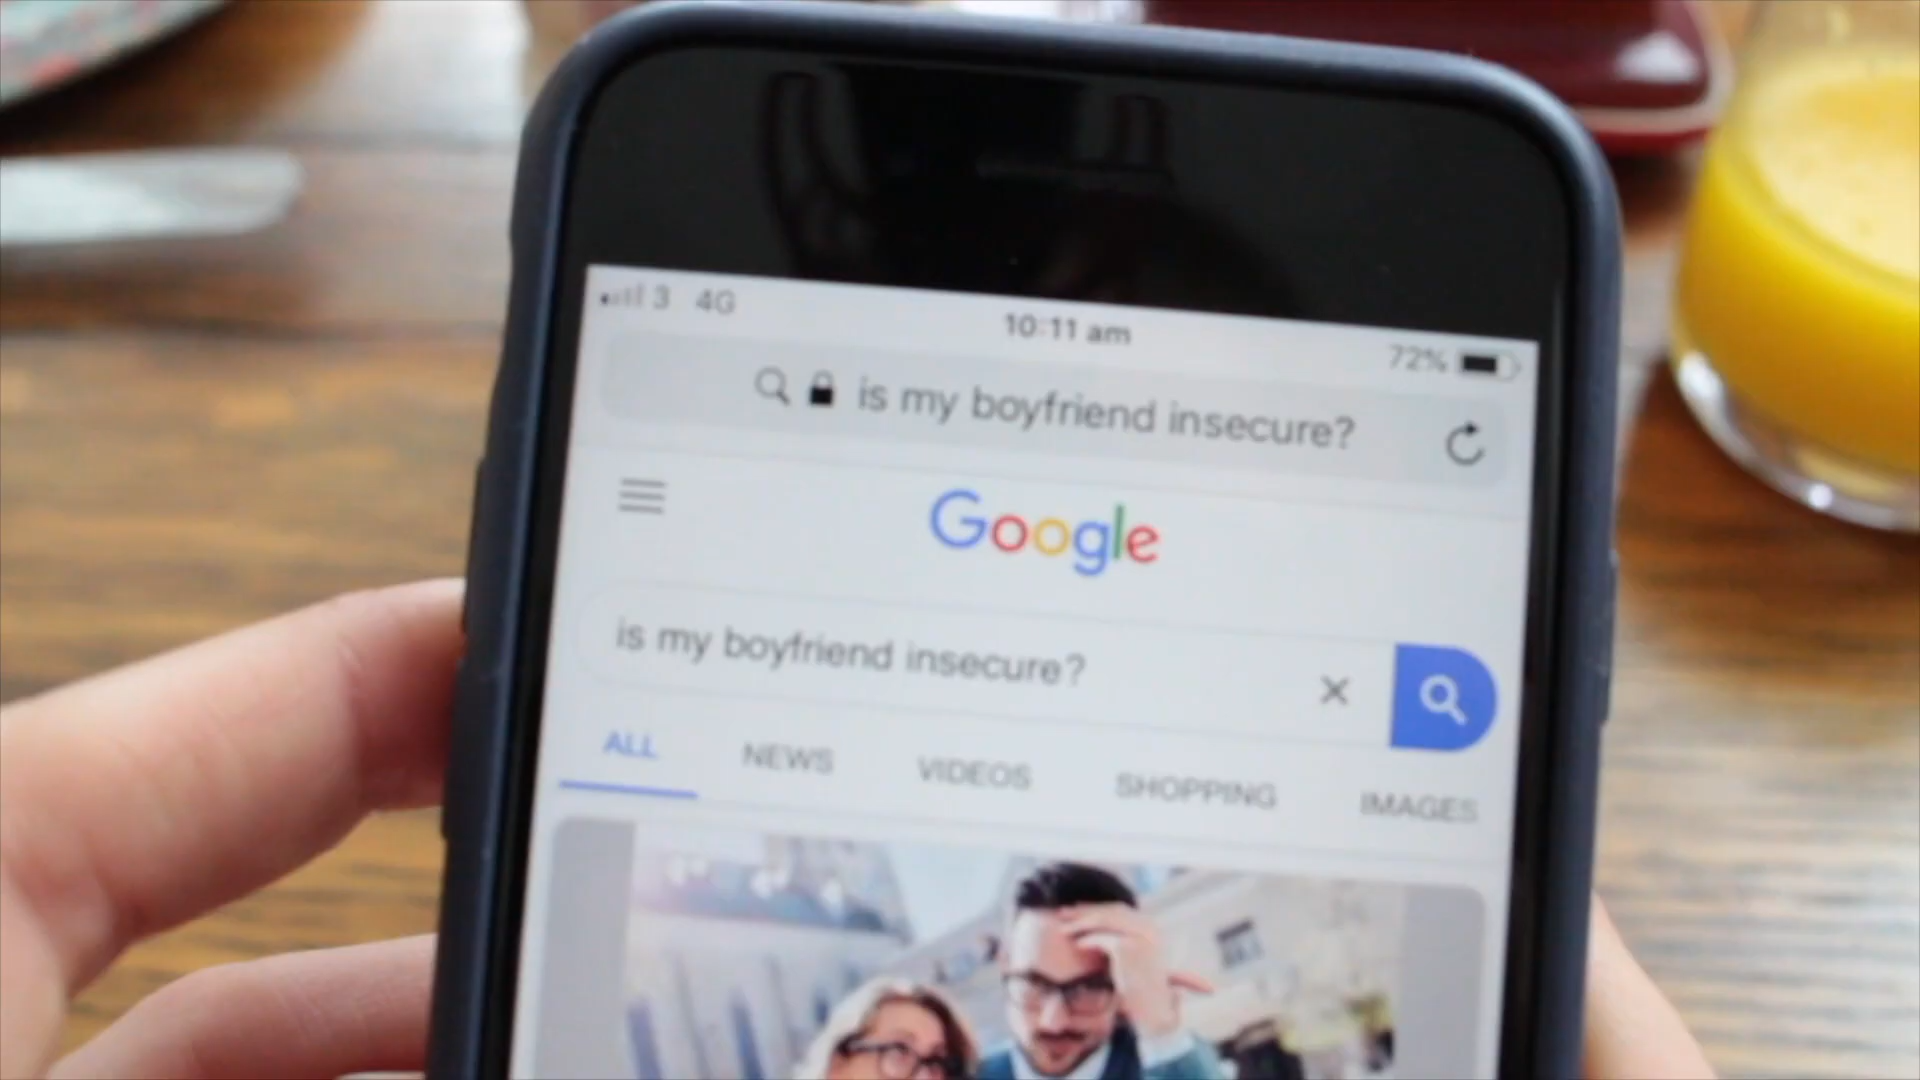 3 4G
10:11 am
72%
is my boyfriend insecure?
Google
is my boyfriend insecure?
ALL NEWS VIDEOS SHOPPING IMAGES